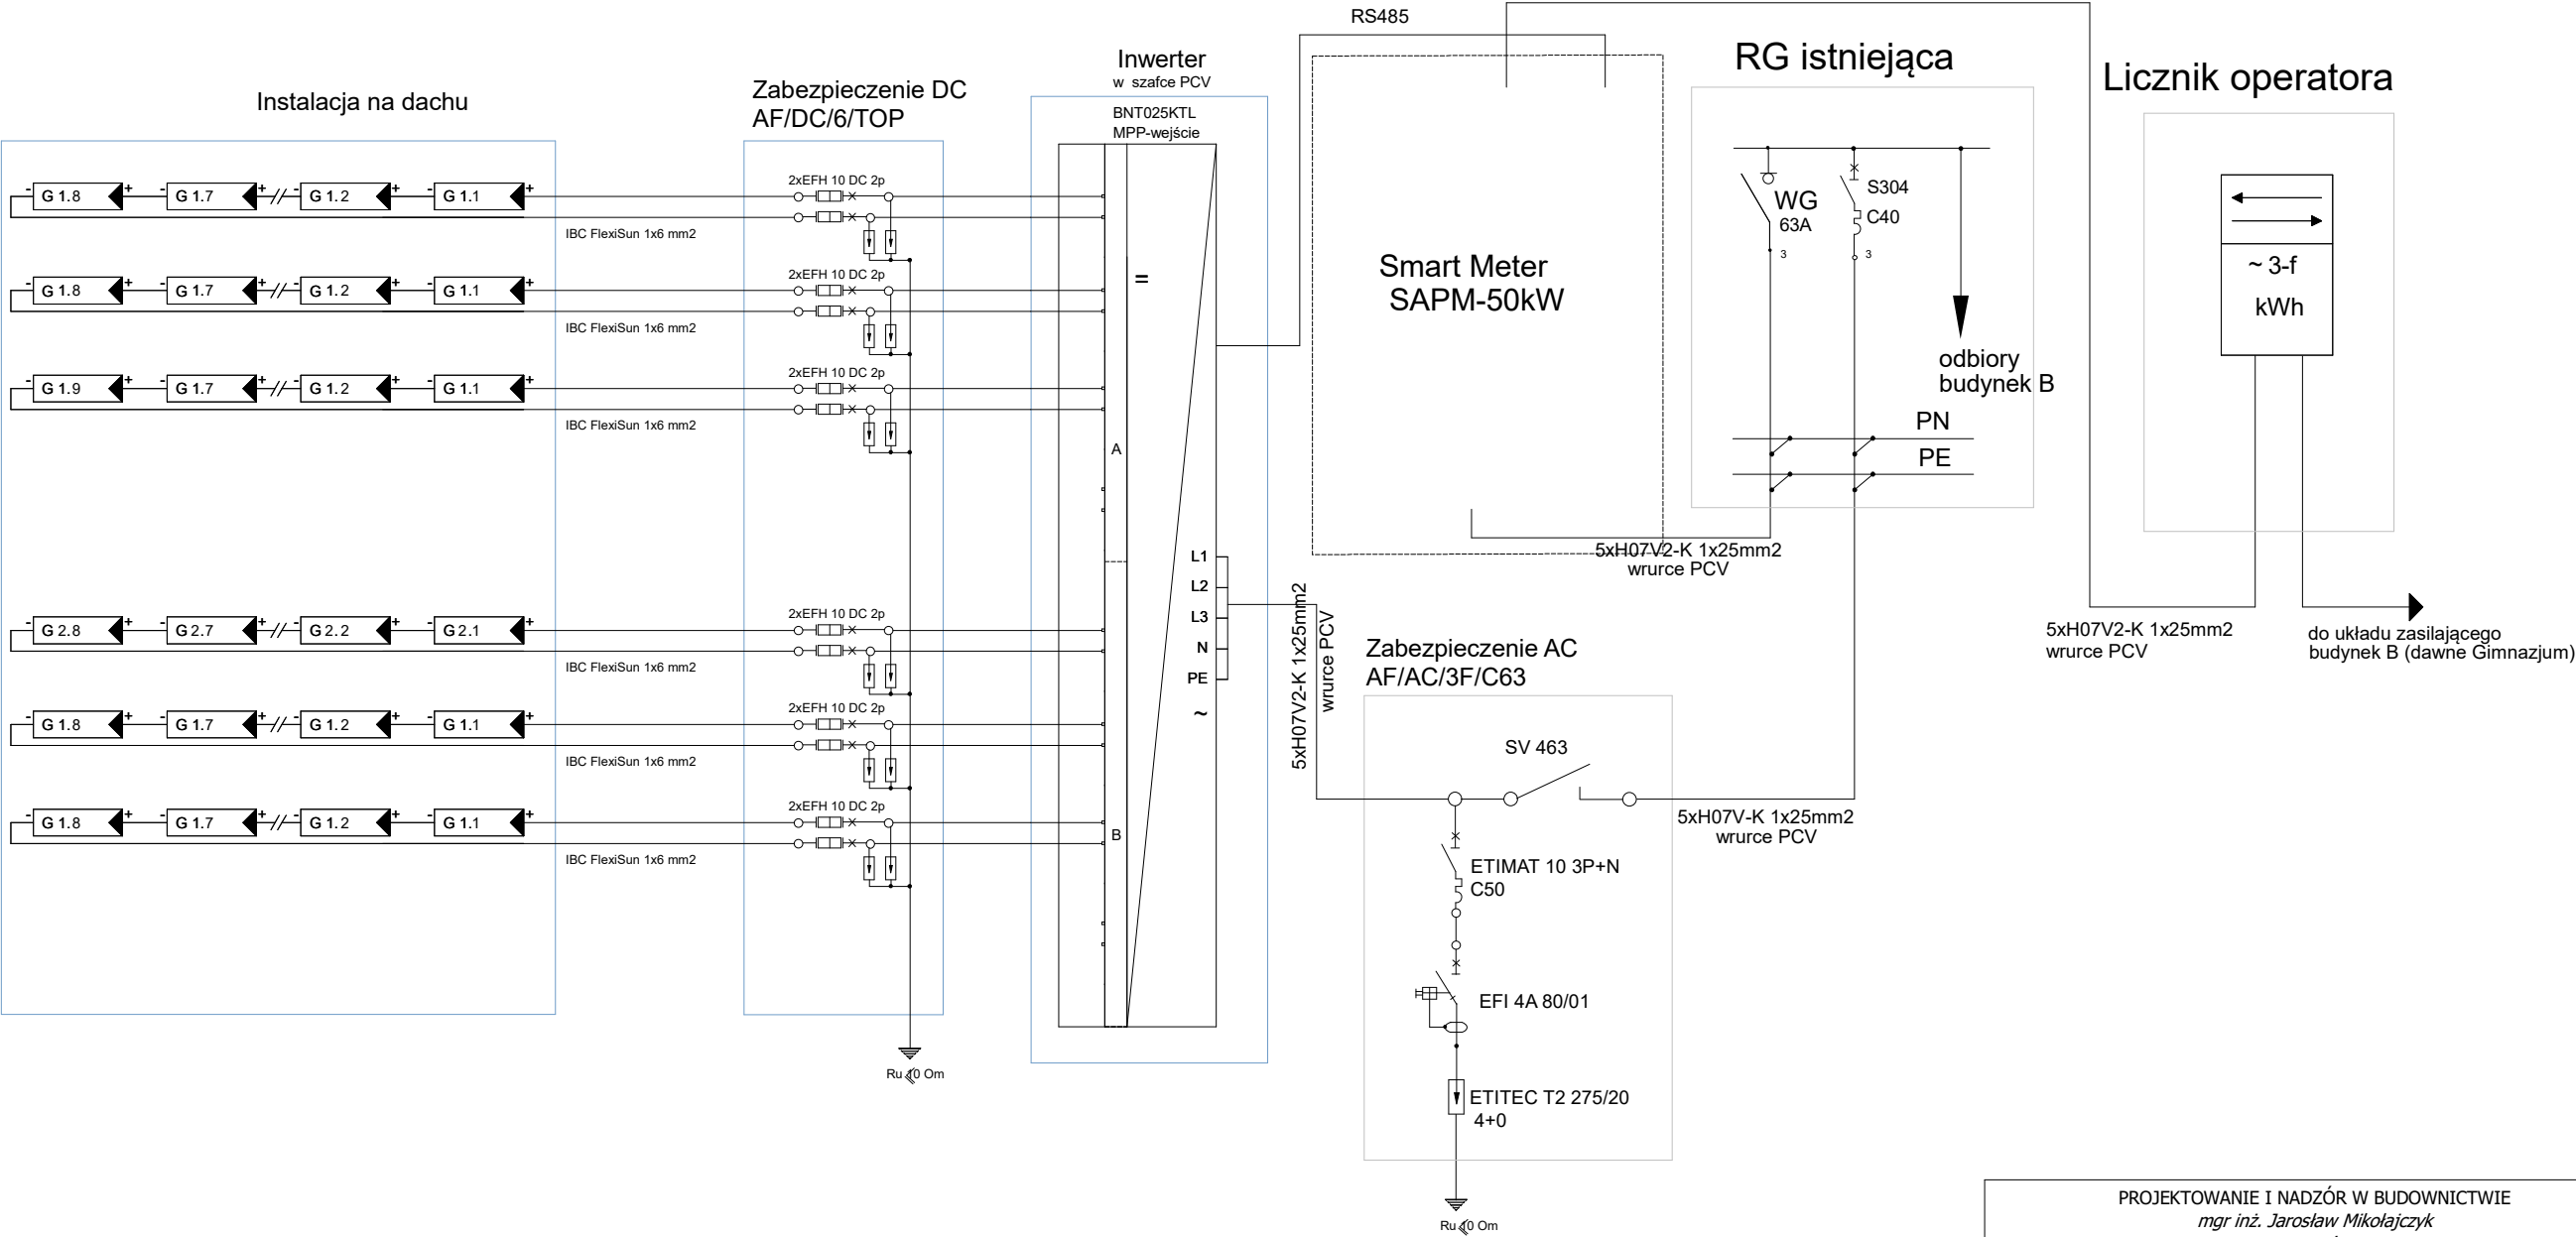 RS485
Instalacja na dachu
Zabezpieczenie DC
AF/DC/6/TOP
Inwerter
w szafce PCV
BNT025KTL
MPP-wejście
RG istniejąca
Licznik operatora
- G 1.8 + - G 1.7 + - G 1.2 + - G 1.1 +
IBC FlexiSun 1x6 mm2
2xEFH 10 DC 2p
- G 1.8 + - G 1.7 + - G 1.2 + - G 1.1 +
IBC FlexiSun 1x6 mm2
2xEFH 10 DC 2p
- G 1.9 + - G 1.7 + - G 1.2 + - G 1.1 +
IBC FlexiSun 1x6 mm2
2xEFH 10 DC 2p
- G 2.8 + - G 2.7 + - G 2.2 + - G 2.1 +
IBC FlexiSun 1x6 mm2
2xEFH 10 DC 2p
- G 1.8 + - G 1.7 + - G 1.2 + - G 1.1 +
IBC FlexiSun 1x6 mm2
2xEFH 10 DC 2p
- G 1.8 + - G 1.7 + - G 1.2 + - G 1.1 +
IBC FlexiSun 1x6 mm2
2xEFH 10 DC 2p
Ru 10 Om
=
A
B
L1
L2
L3
N
PE
~
5xH07V2-K 1x25mm2
wrurce PCV
Smart Meter
SAPM-50kW
WG
63A
3
S304
C40
3
odbiory
budynek B
PN
PE
5xH07V2-K 1x25mm2
wrurce PCV
~ 3-f
kWh
5xH07V2-K 1x25mm2
wrurce PCV
do układu zasilającego
budynek B (dawne Gimnazjum)
Zabezpieczenie AC
AF/AC/3F/C63
SV 463
5xH07V-K 1x25mm2
wrurce PCV
ETIMAT 10 3P+N
C50
EFI 4A 80/01
ETITEC T2 275/20
4+0
Ru 10 Om
PROJEKTOWANIE I NADZÓR W BUDOWNICTWIE
mgr inż. Jarosław Mikołajczyk